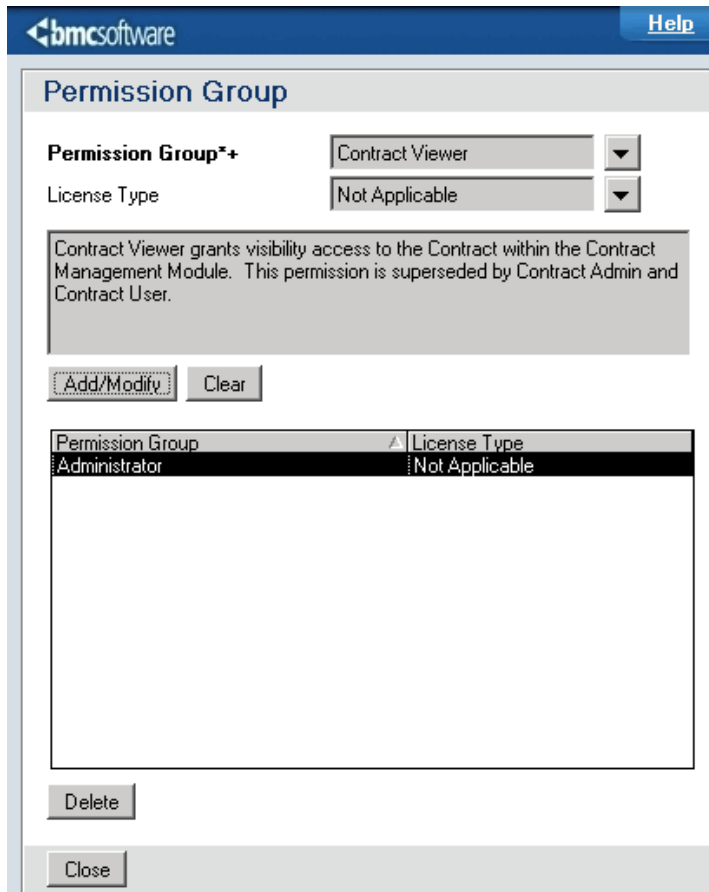 bmcsoftware
Help
Permission Group
Permission Group*+ Contract Viewer
License Type Not Applicable
Contract Viewer grants visibility access to the Contract within the Contract
Management Module.  This permission is superseded by Contract Admin and
Contract User.
Add/Modify Clear
Permission Group License Type
Administrator Not Applicable
Delete
Close